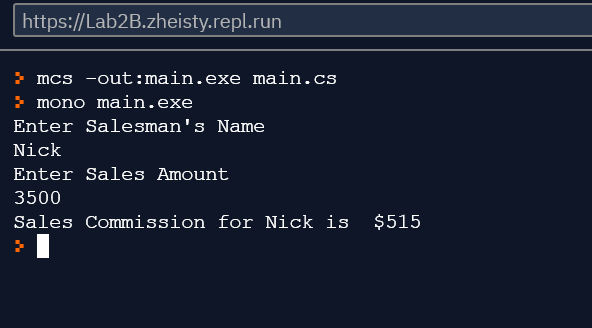 https://Lab2B.zheisty.repl.run
> mcs -out:main.exe main.cs
> mono main.exe
Enter Salesman's Name
Nick
Enter Sales Amount
3500
Sales Commission for Nick is  $515
>